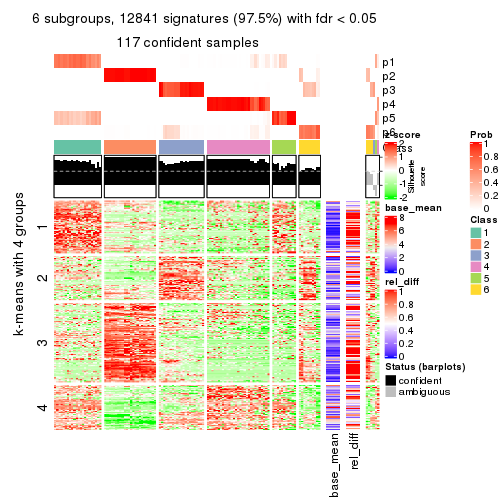 6 subgroups, 12841 signatures (97.5%) with fdr < 0.05
117 confident samples
p1
p2
p3
p4
p5
p6
Class
k-means with 4 groups
1
2
3
4
base_mean
rel_diff
z-score
2
1
0
-1
-2
Silhouette
score
base_mean
8
6
4
2
0
rel_diff
1
0.8
0.6
0.4
0.2
0
Status (barplots)
confident
ambiguous
Prob
1
0.8
0.6
0.4
0.2
0
Class
1
2
3
4
5
6